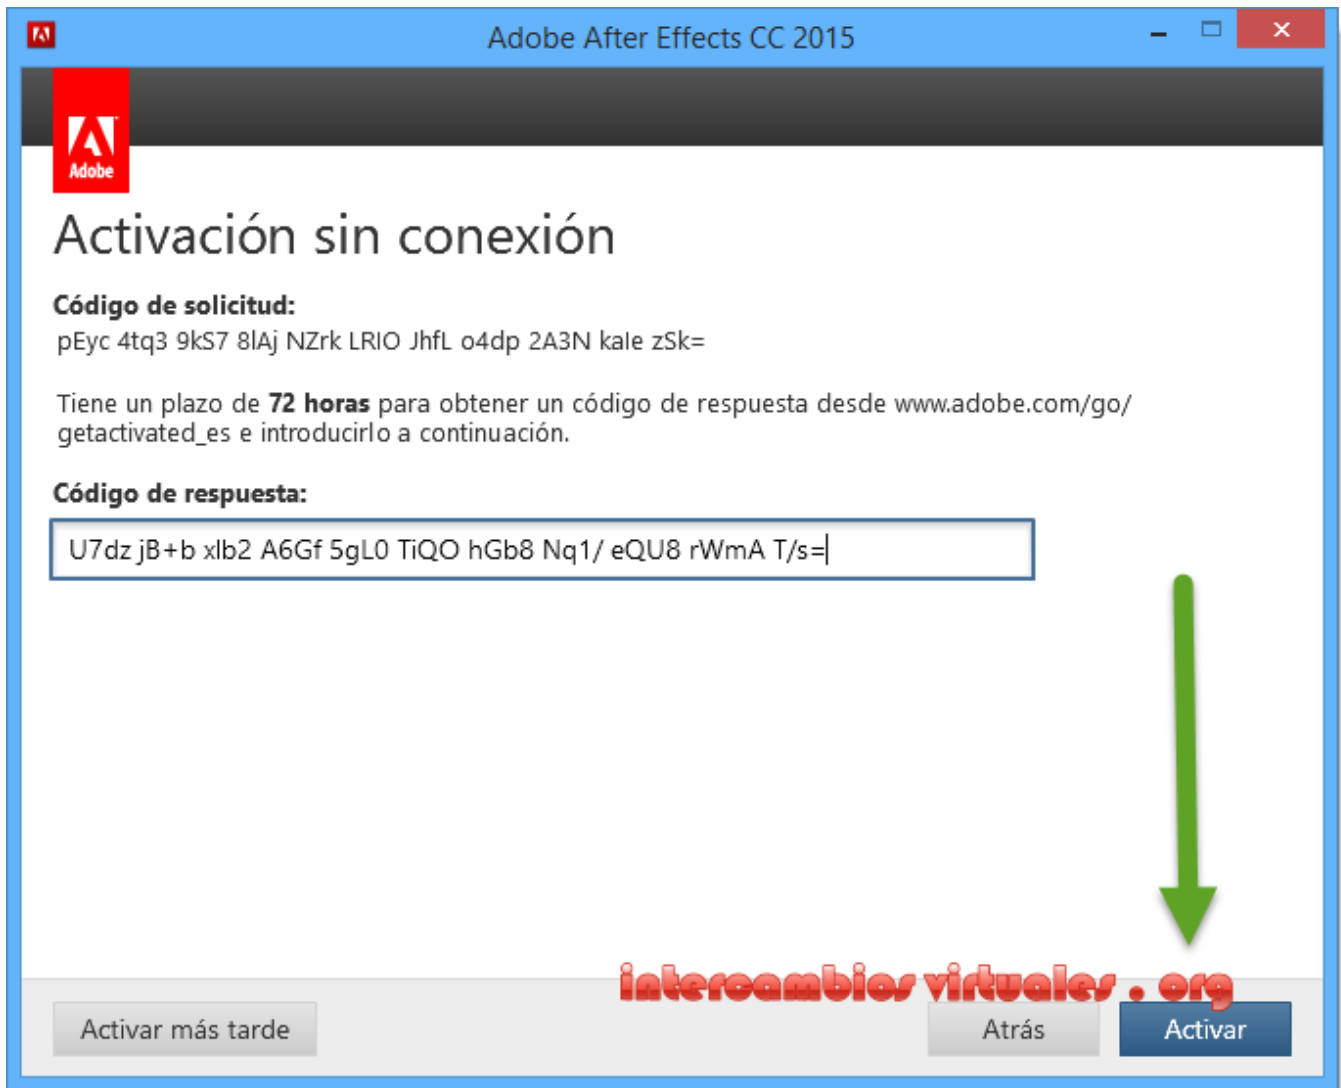 Adobe After Effects CC 2015
Adobe
Activación sin conexión
Código de solicitud:
pEyc 4tq3 9kS7 8lAj NZrk LRIO JhfL o4dp 2A3N kaIe zSk=
Tiene un plazo de 72 horas para obtener un código de respuesta desde www.adobe.com/go/
getactivated_es e introducirlo a continuación.
Código de respuesta:
U7dz jB+b xlb2 A6Gf 5gL0 TiQO hGb8 Nq1/ eQU8 rWmA T/s=
intercambios virtuales . org
Activar más tarde
Atrás
Activar